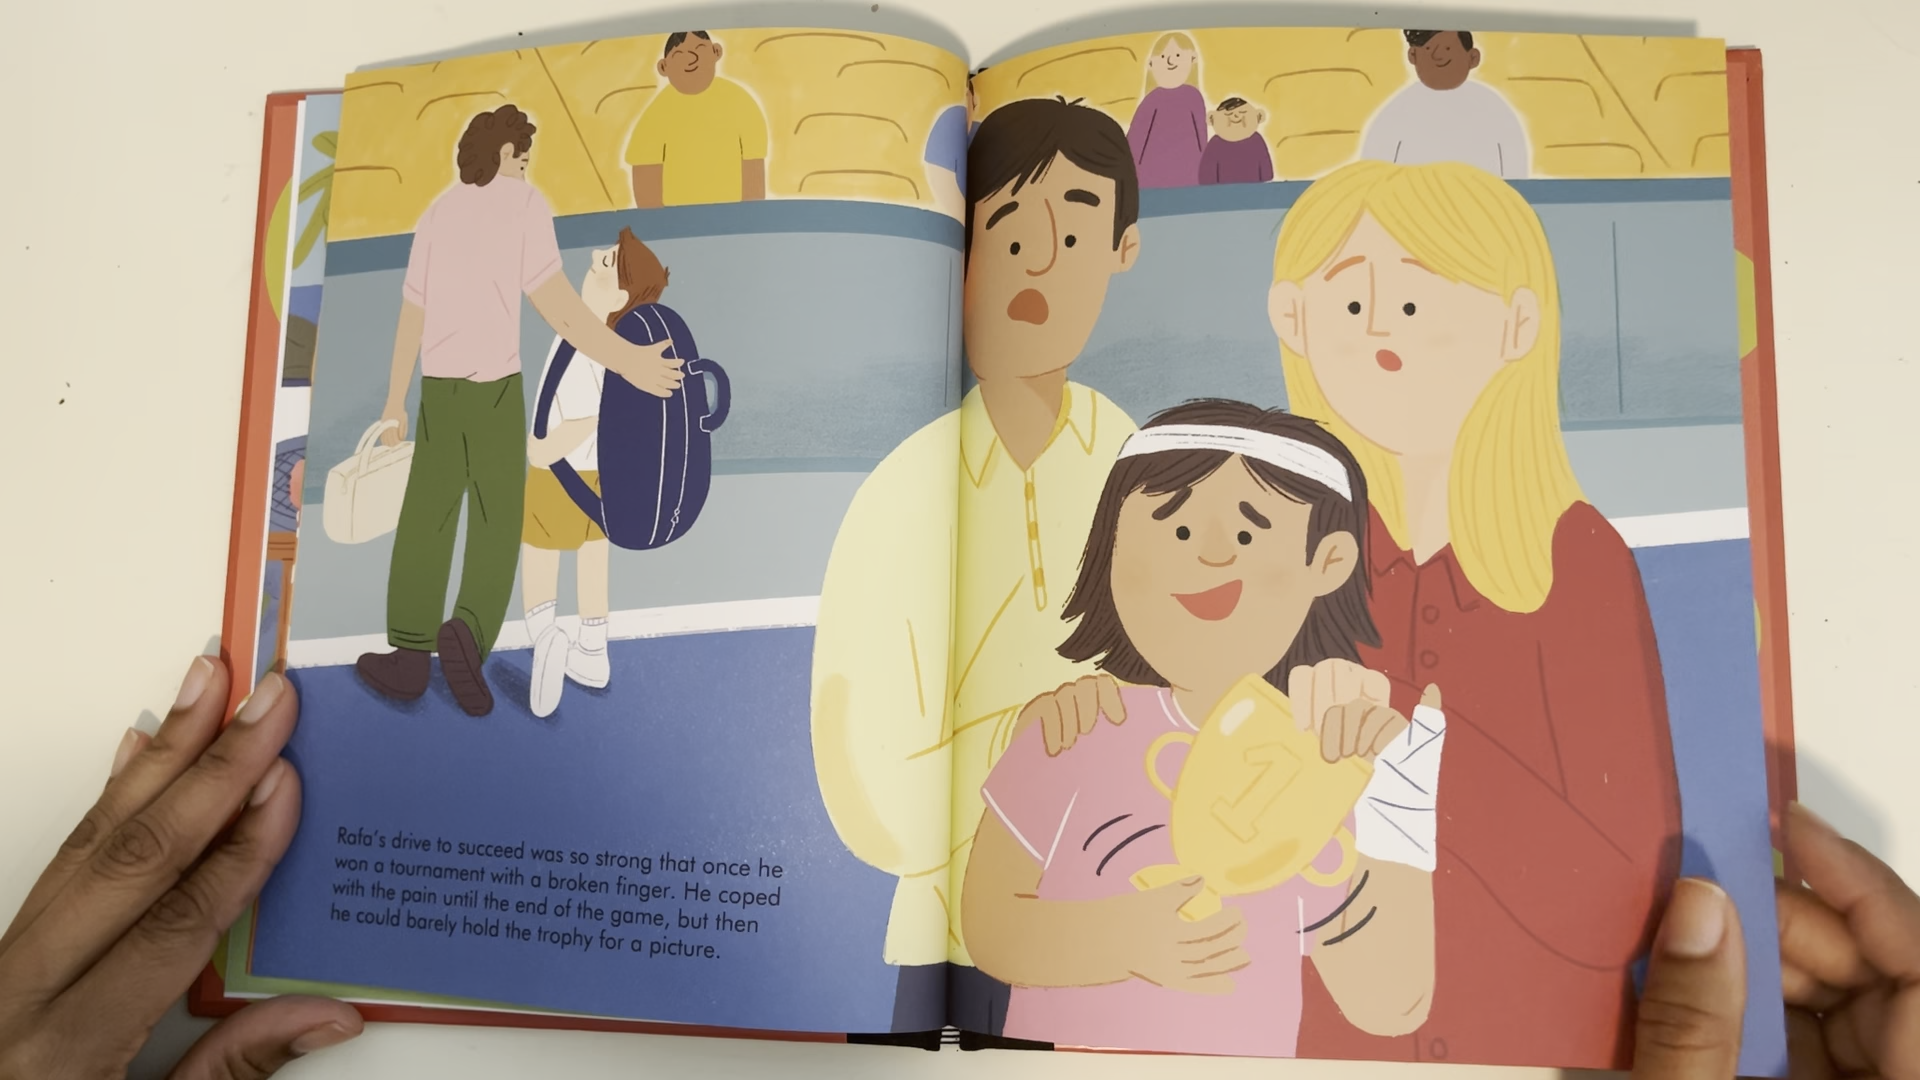 Rafa's drive to succeed was so strong that once he
won a tournament with a broken finger. He coped
with the pain until the end of the game, but then
he could barely hold the trophy for a picture.
1